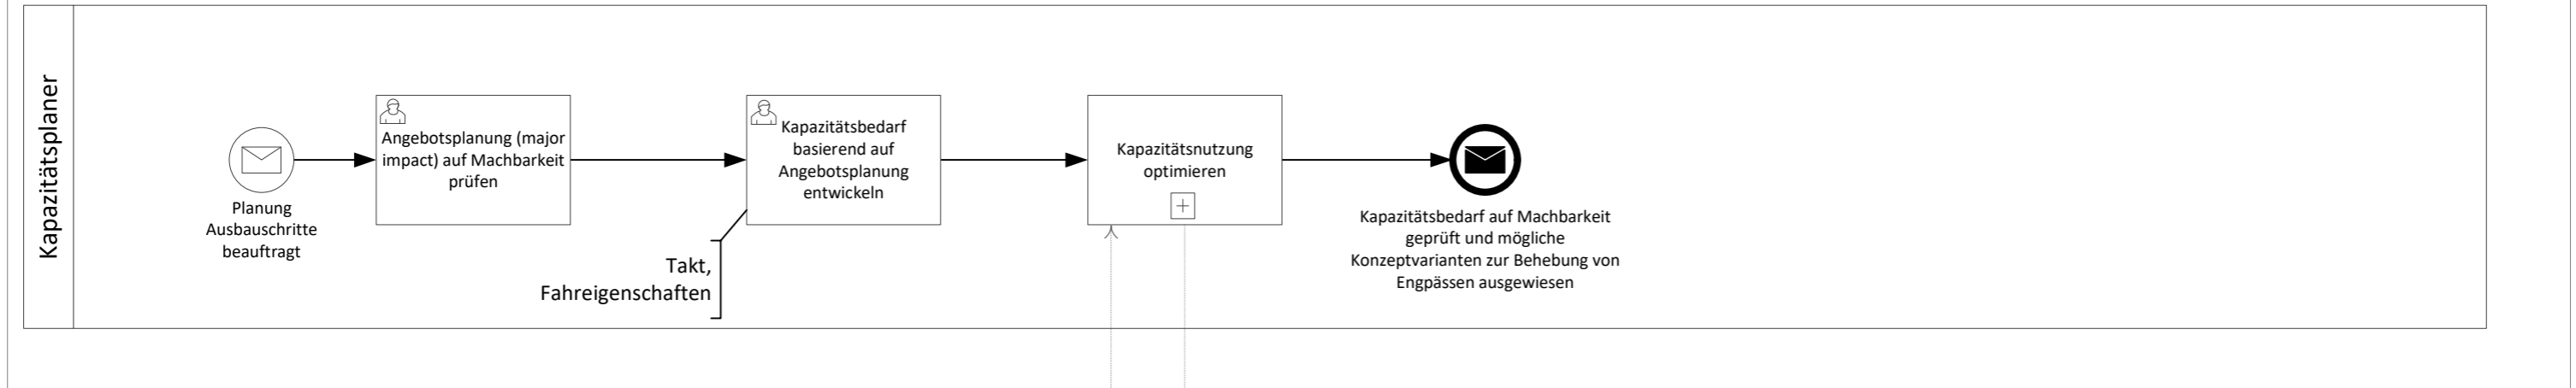 Kapazitätsplaner
Planung
Ausbauschritte
beauftragt
Angebotsplanung (major
impact) auf Machbarkeit
prüfen
Kapazitätsbedarf
basierend auf
Angebotsplanung
entwickeln
Takt,
Fahreigenschaften
Kapazitätsnutzung
optimieren
Kapazitätsbedarf auf Machbarkeit
geprüft und mögliche
Konzeptvarianten zur Behebung von
Engpässen ausgewiesen